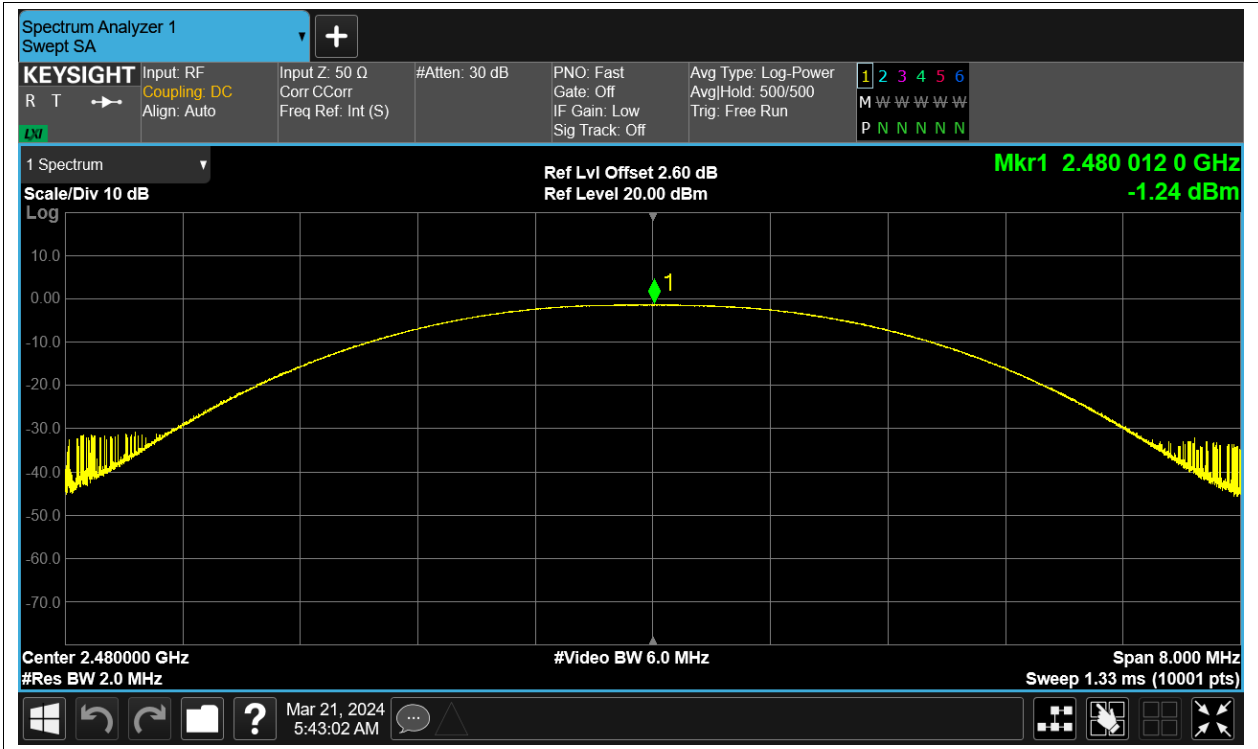 Spectrum Analyzer 1
Swept SA
+
KEYSIGHT
R T
LXI
Input: RF
Coupling: DC
Align: Auto
Input Z: 50 Ω
Corr CCorr
Freq Ref: Int (S)
#Atten: 30 dB
PNO: Fast
Gate: Off
IF Gain: Low
Sig Track: Off
Avg Type: Log-Power
Avg|Hold: 500/500
Trig: Free Run
1 2 3 4 5 6
M W W W W W
P N N N N N
1 Spectrum
Scale/Div 10 dB
Log
Ref Lvl Offset 2.60 dB
Ref Level 20.00 dBm
Mkr1 2.480 012 0 GHz
-1.24 dBm
1
10.0
0.00
-10.0
-20.0
-30.0
-40.0
-50.0
-60.0
-70.0
Center 2.480000 GHz
#Video BW 6.0 MHz
Span 8.000 MHz
#Res BW 2.0 MHz
Sweep 1.33 ms (10001 pts)
?
Mar 21, 2024
5:43:02 AM